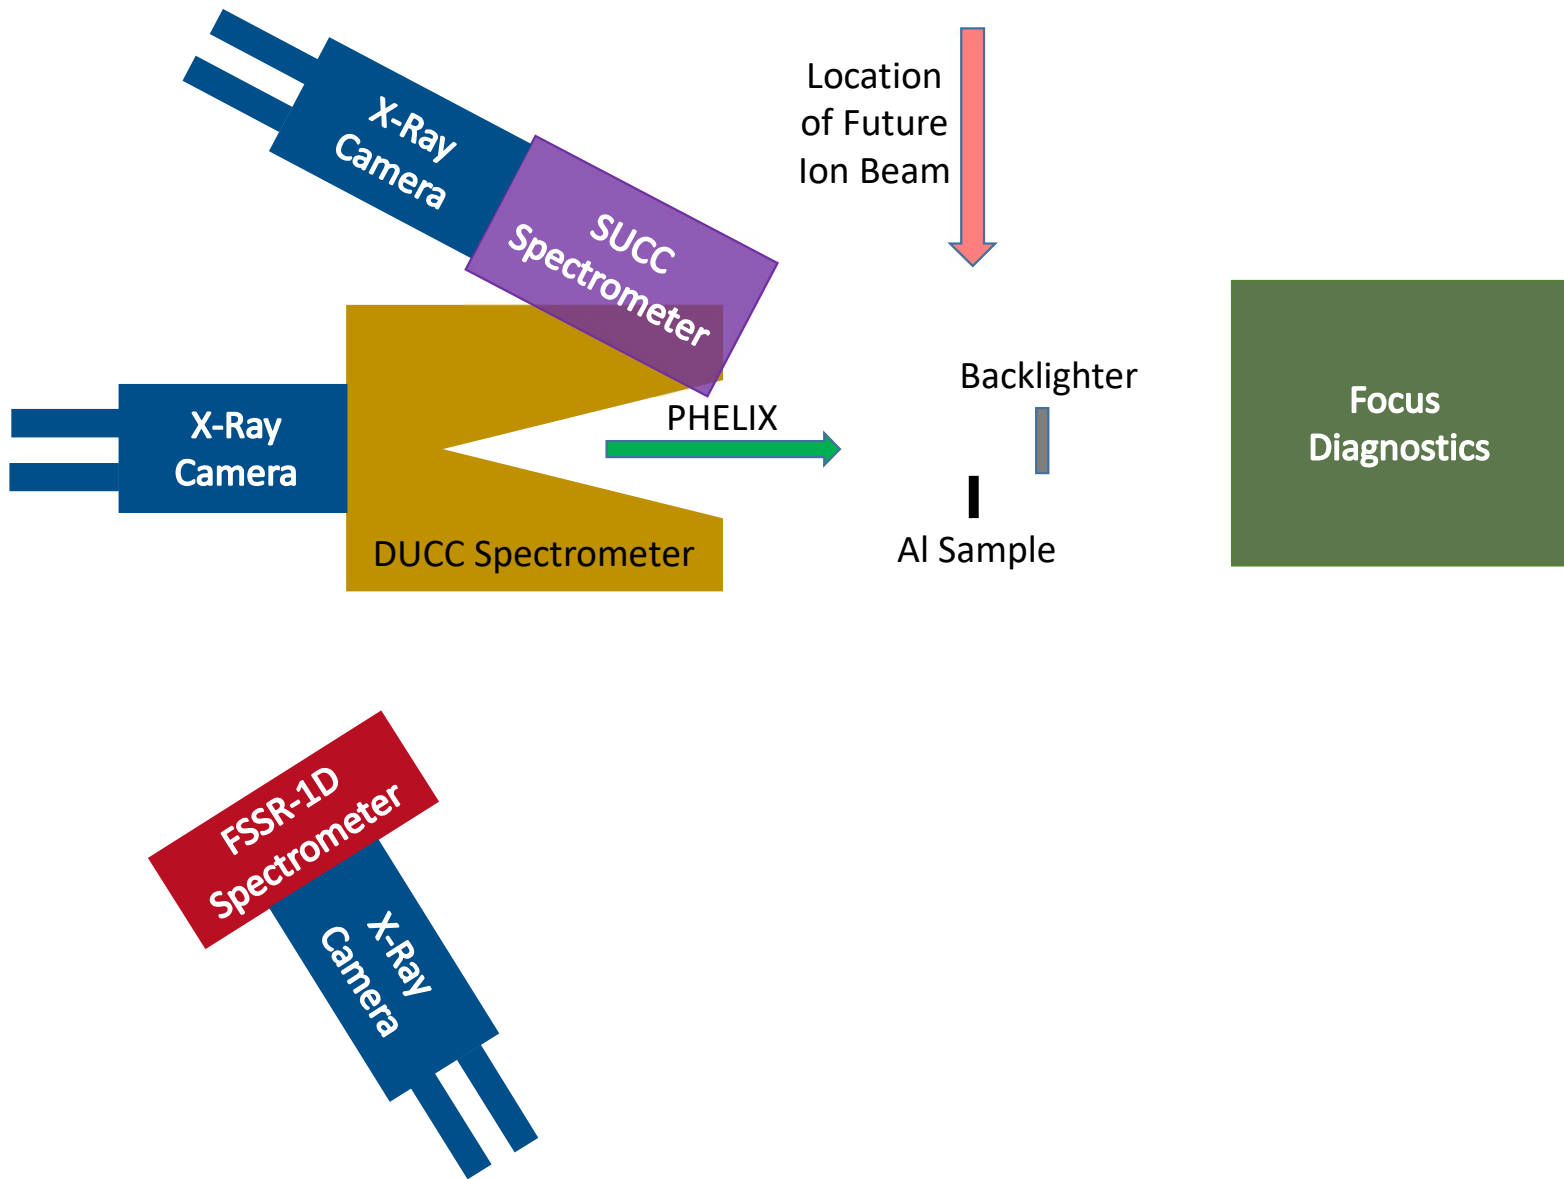 X-Ray
Camera
SUCC
Spectrometer
Location
of Future
Ion Beam
Backlighter
Focus
Diagnostics
X-Ray
Camera
PHELIX
DUCC Spectrometer
Al Sample
FSSR-1D
Spectrometer
X-Ray
Camera